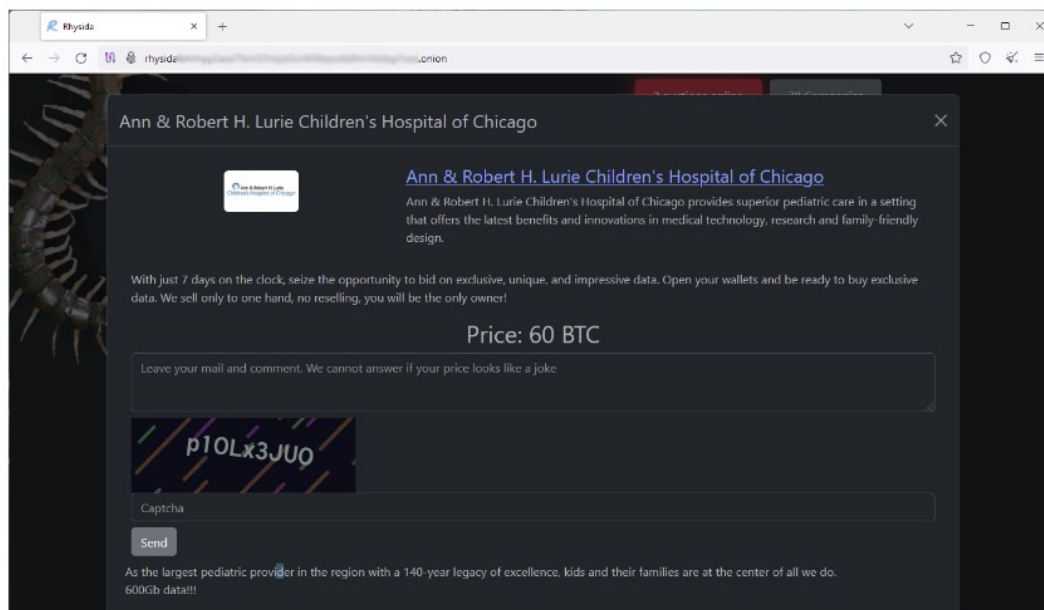 Rhysida
rhysida .onion
Ann & Robert H. Lurie Children's Hospital of Chicago
Ann & Robert H. Lurie
Children's Hospital of Chicago
Ann & Robert H. Lurie Children's Hospital of Chicago
Ann & Robert H. Lurie Children's Hospital of Chicago provides superior pediatric care in a setting
that offers the latest benefits and innovations in medical technology, research and family-friendly
design.
With just 7 days on the clock, seize the opportunity to bid on exclusive, unique, and impressive data. Open your wallets and be ready to buy exclusive
data. We sell only to one hand, no reselling, you will be the only owner!
Price: 60 BTC
Leave your mail and comment. We cannot answer if your price looks like a joke
p1OLx3JUO
Captcha
Send
As the largest pediatric provider in the region with a 140-year legacy of excellence, kids and their families are at the center of all we do.
600Gb data!!!